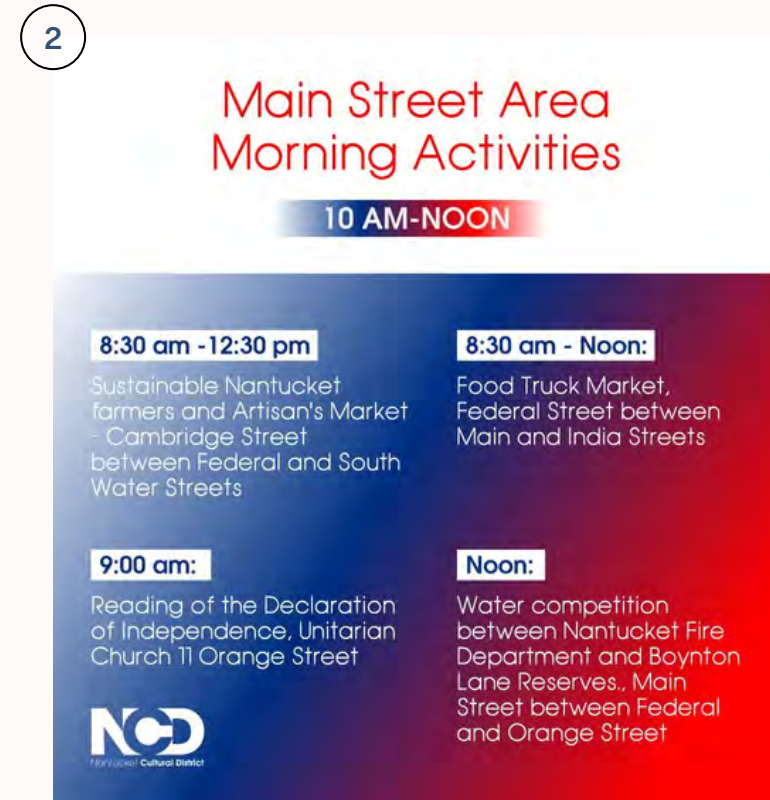 2
Main Street Area
Morning Activities
10 AM-NOON
8:30 am -12:30 pm
Sustainable Nantucket
farmers and Artisan's Market
- Cambridge Street
between Federal and South
Water Streets
8:30 am - Noon:
Food Truck Market,
Federal Street between
Main and India Streets
9:00 am:
Reading of the Declaration
of Independence, Unitarian
Church 11 Orange Street
Noon:
Water competition
between Nantucket Fire
Department and Boynton
Lane Reserves., Main
Street between Federal
and Orange Street
NCD
Nantucket Cultural District